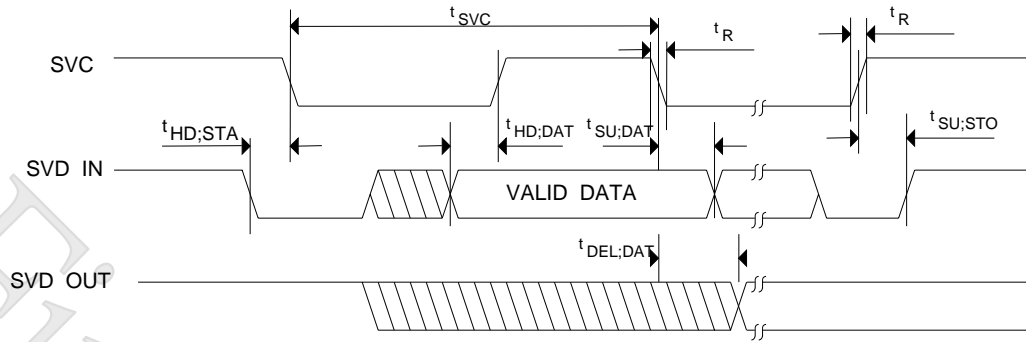 tSVC
tR
tR
SVC
tHD;STA
tHD;DAT
tSU;DAT
tSU;STO
SVD IN
VALID DATA
tDEL;DAT
SVD OUT